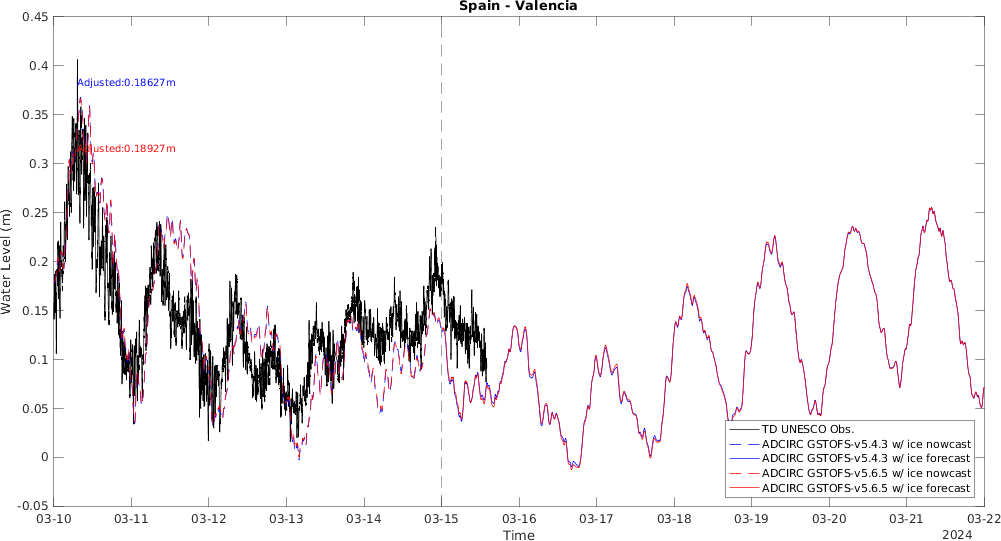 Spain - Valencia
0.45
0.4
0.35
0.3
0.25
0.2
0.15
0.1
0.05
0
-0.05
Water Level (m)
Adjusted:0.18627m
Adjusted:0.18927m
TD UNESCO Obs.
ADCIRC GSTOFS-v5.4.3 w/ ice nowcast
ADCIRC GSTOFS-v5.4.3 w/ ice forecast
ADCIRC GSTOFS-v5.6.5 w/ ice nowcast
ADCIRC GSTOFS-v5.6.5 w/ ice forecast
03-10 03-11 03-12 03-13 03-14 03-15 03-16 03-17 03-18 03-19 03-20 03-21 03-22
Time
2024